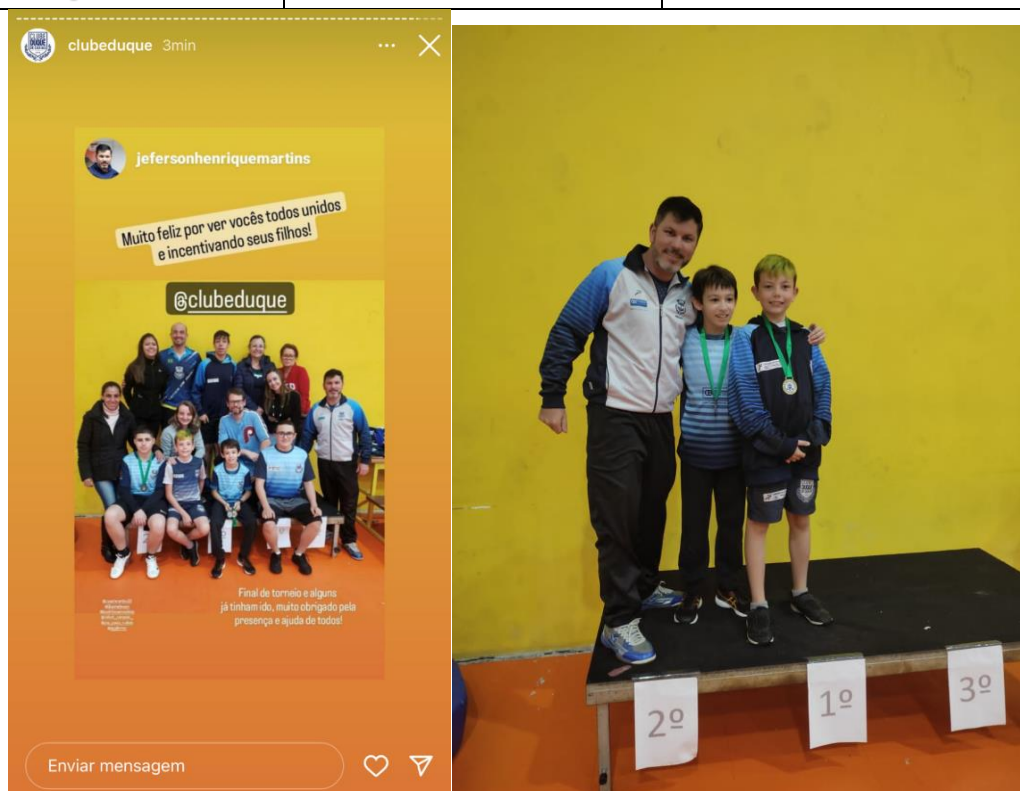 clubeduque 3min
jefersonhenriquemartins
Muito feliz por ver vocês todos unidos
e incentivando seus filhos!
@clubeduque
Final de torneio e alguns
já tinham ido, muito obrigado pela
presença e ajuda de todos!
Enviar mensagem
2º
1º
3º